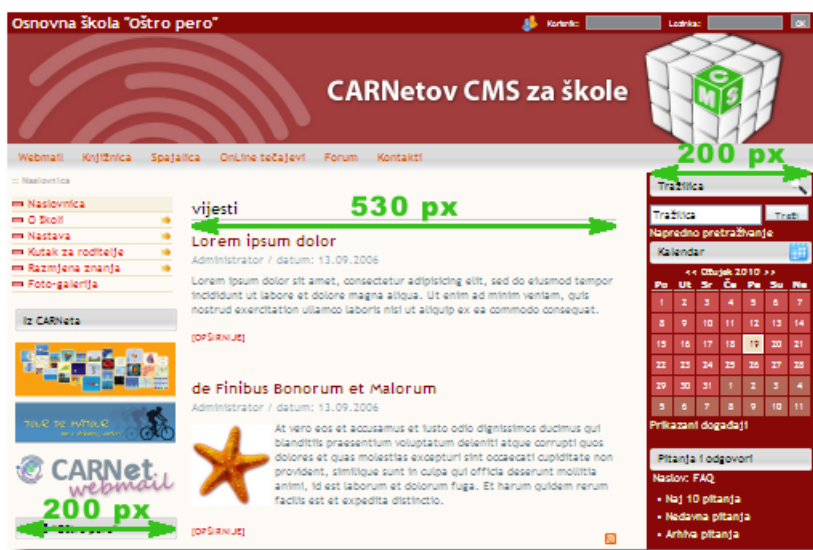 Osnovna škola "Oštro pero"
Korisnik:
Lozinka:
OK
CARNetov CMS za škole
CMS
Webmail Knjižnica Spajalica OnLine tečajevi Forum Kontakti
:: Naslovnica
Naslovnica
O školi
Nastava
Kutak za roditelje
Razmjena znanja
Foto-galerija
Iz CARNeta
TOUR DE MATOUR
CARNet
webmail
200 px
vijesti
530 px
Lorem ipsum dolor
Administrator / datum: 13.09.2006
Lorem ipsum dolor sit amet, consectetur adipisicing elit, sed do eiusmod tempor
incididunt ut labore et dolore magna aliqua. Ut enim ad minim veniam, quis
nostrud exercitation ullamco laboris nisi ut aliquip ex ea commodo consequat.
[OPŠIRNIJE]
de Finibus Bonorum et Malorum
Administrator / datum: 13.09.2006
At vero eos et accusamus et iusto odio dignissimos ducimus qui
blanditiis praesentium voluptatum deleniti atque corrupti quos
dolores et quas molestias excepturi sint occaecati cupiditate non
provident, similique sunt in culpa qui officia deserunt mollitia
animi, id est laborum et dolorum fuga. Et harum quidem rerum
facilis est et expedita distinctio.
[OPŠIRNIJE]
200 px
Tražilica
Tražilica Traži
Napredno pretraživanje
Kalendar
<< Ožujak 2010 >>
Po Ut Sr Če Pe Su Ne
1 2 3 4 5 6 7
8 9 10 11 12 13 14
15 16 17 18 19 20 21
22 23 24 25 26 27 28
29 30 31 1 2 3 4
5 6 7 8 9 10 11
Prikazani događaji
Pitanja i odgovori
Naslov: FAQ
Naj 10 pitanja
Nedavna pitanja
Arhiva pitanja